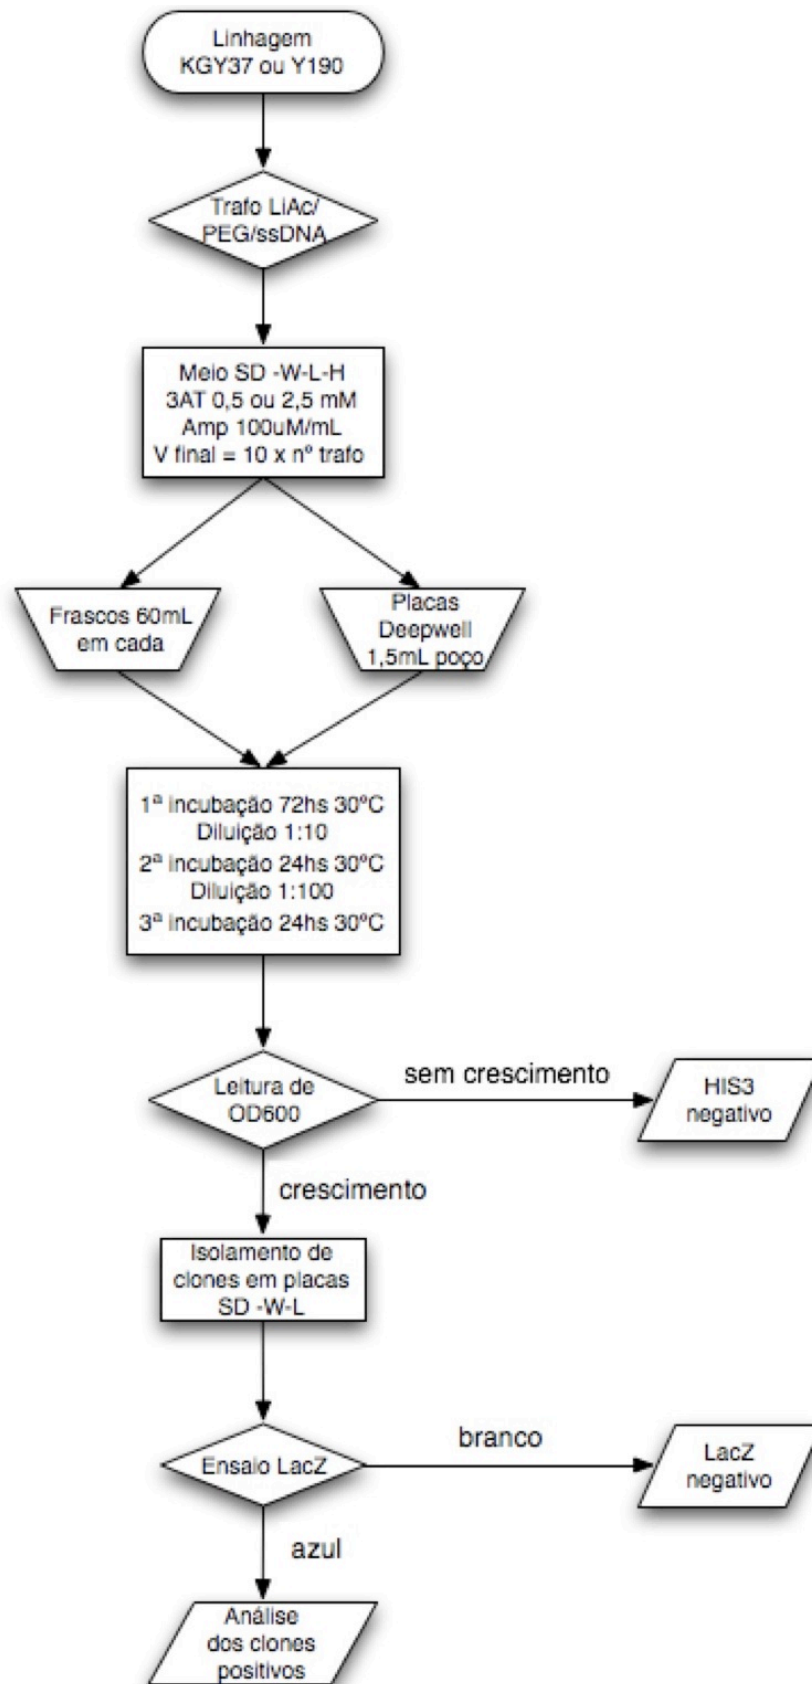 Linhagem
KGY37 ou Y190
Trafo LiAc/
PEG/ssDNA
Meio SD -W-L-H
3AT 0,5 ou 2,5 mM
Amp 100uM/mL
V final = 10 x nº trafo
Frascos 60mL
em cada
Placas
Deepwell
1,5mL poço
1ª incubação 72hs 30ºC
Diluição 1:10
2ª incubação 24hs 30ºC
Diluição 1:100
3ª incubação 24hs 30ºC
Leitura de
OD600
sem crescimento
HIS3
negativo
crescimento
Isolamento de
clones em placas
SD -W-L
Ensaio LacZ
branco
LacZ
negativo
azul
Análise
dos clones
positivos